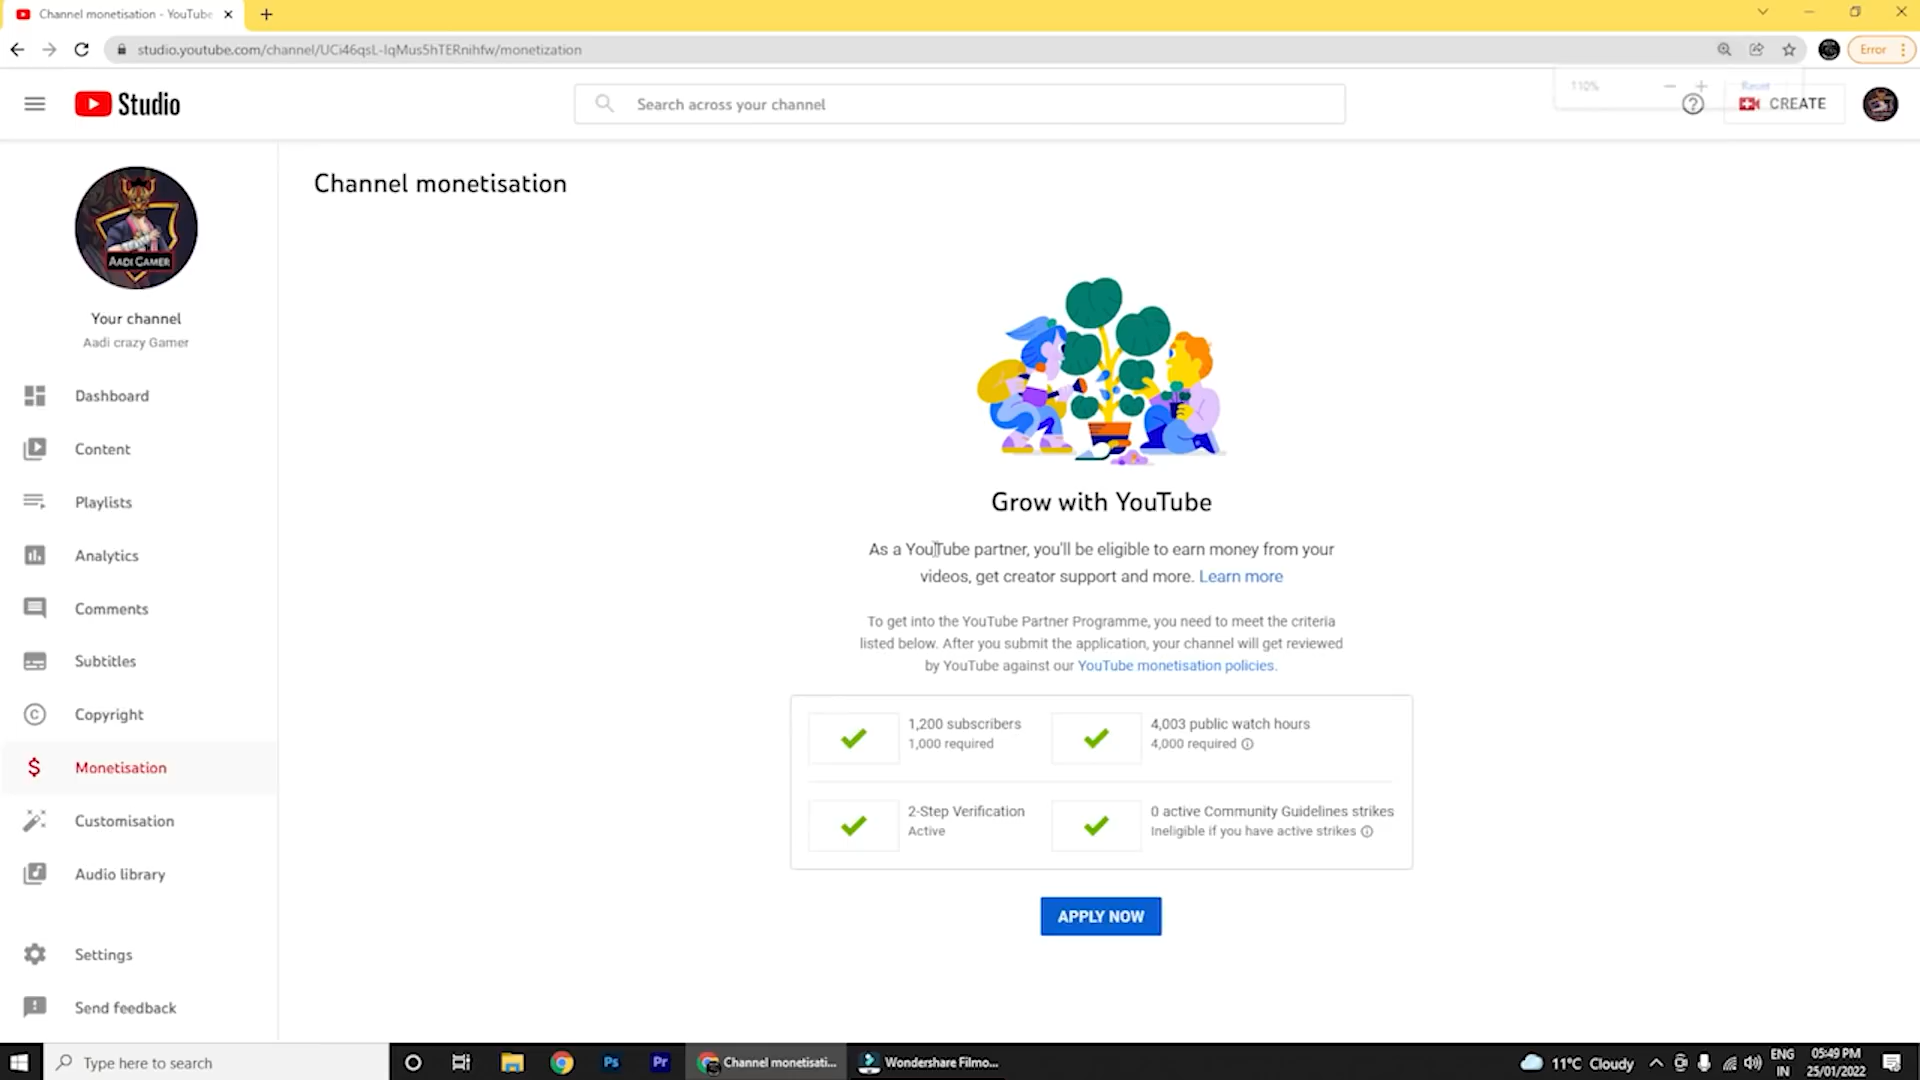 Channel monetisation - YouTube
studio.youtube.com/channel/UCi46qsL-IqMus5hTERnihfw/monetization
Error
110%
Reset
Studio
Search across your channel
CREATE
AADI GAMER
Your channel
Aadi crazy Gamer
Dashboard
Content
Playlists
Analytics
Comments
Subtitles
Copyright
Monetisation
Customisation
Audio library
Settings
Send feedback
Channel monetisation
Grow with YouTube
As a YouTube partner, you'll be eligible to earn money from your
videos, get creator support and more. Learn more
To get into the YouTube Partner Programme, you need to meet the criteria
listed below. After you submit the application, your channel will get reviewed
by YouTube against our YouTube monetisation policies.
1,200 subscribers
1,000 required
4,003 public watch hours
4,000 required
2-Step Verification
Active
0 active Community Guidelines strikes
Ineligible if you have active strikes
APPLY NOW
Type here to search
Ps
Pr
Channel monetisati...
Wondershare Filmo...
11°C Cloudy
ENG
IN
05:49 PM
25/01/2022